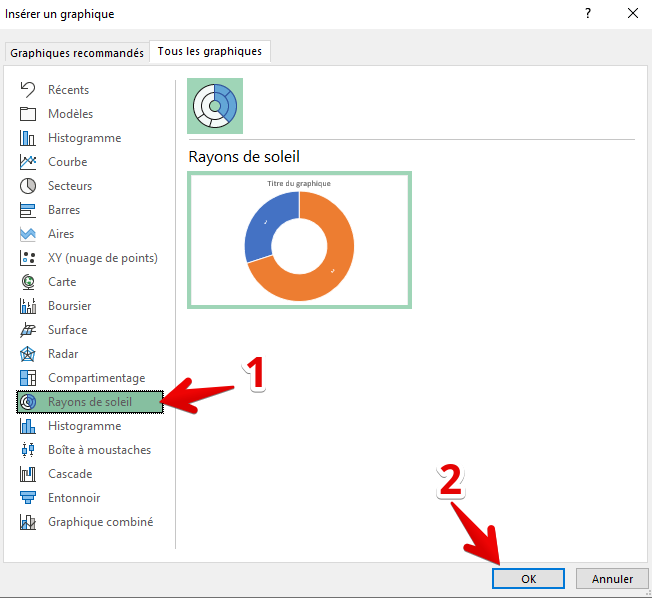 Insérer un graphique
?
Graphiques recommandés
Tous les graphiques
Récents
Modèles
Histogramme
Courbe
Secteurs
Barres
Aires
XY (nuage de points)
Carte
Boursier
Surface
Radar
Compartimentage
Rayons de soleil
Histogramme
Boîte à moustaches
Cascade
Entonnoir
Graphique combiné
Rayons de soleil
Titre du graphique
1
2
OK
Annuler